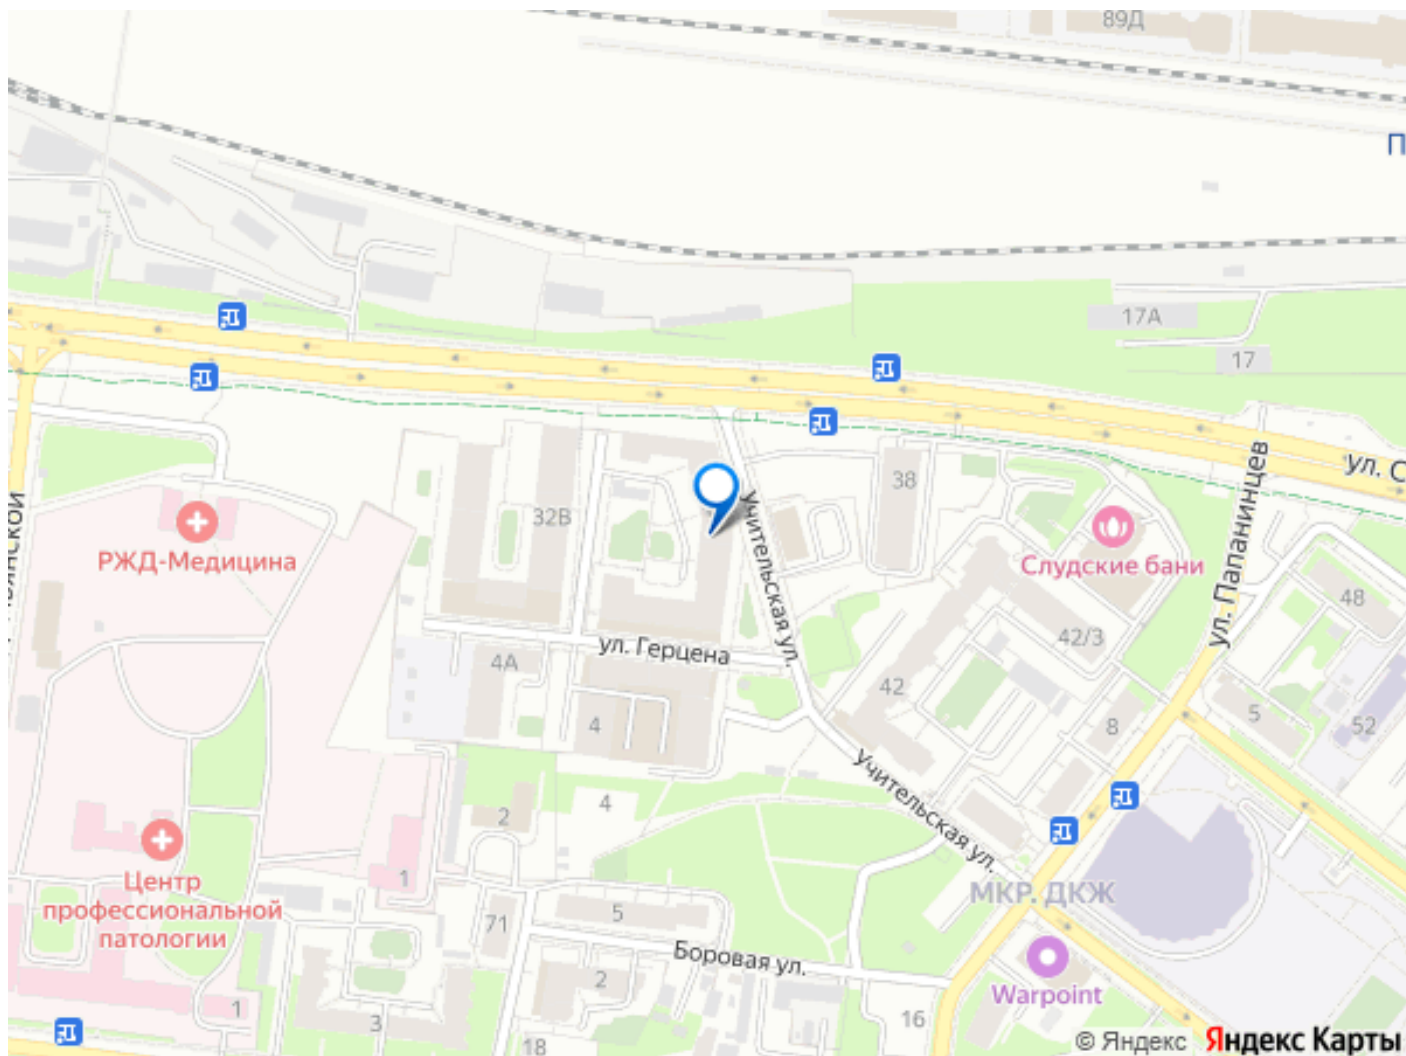 89Д
П
17А
17
ул. С
38
32В
Учительская ул.
ул. Папанинцев
РЖД-Медицина
Слудские бани
48
42/3
ул. Герцена
4А
42
4
8
5
52
Учительская ул.
2
4
Центр
профессиональной
патологии
1
5
71
МКР. ДКЖ
Боровая ул.
2
Warpoint
1
3
16
18
© Яндекс Яндекс Карты